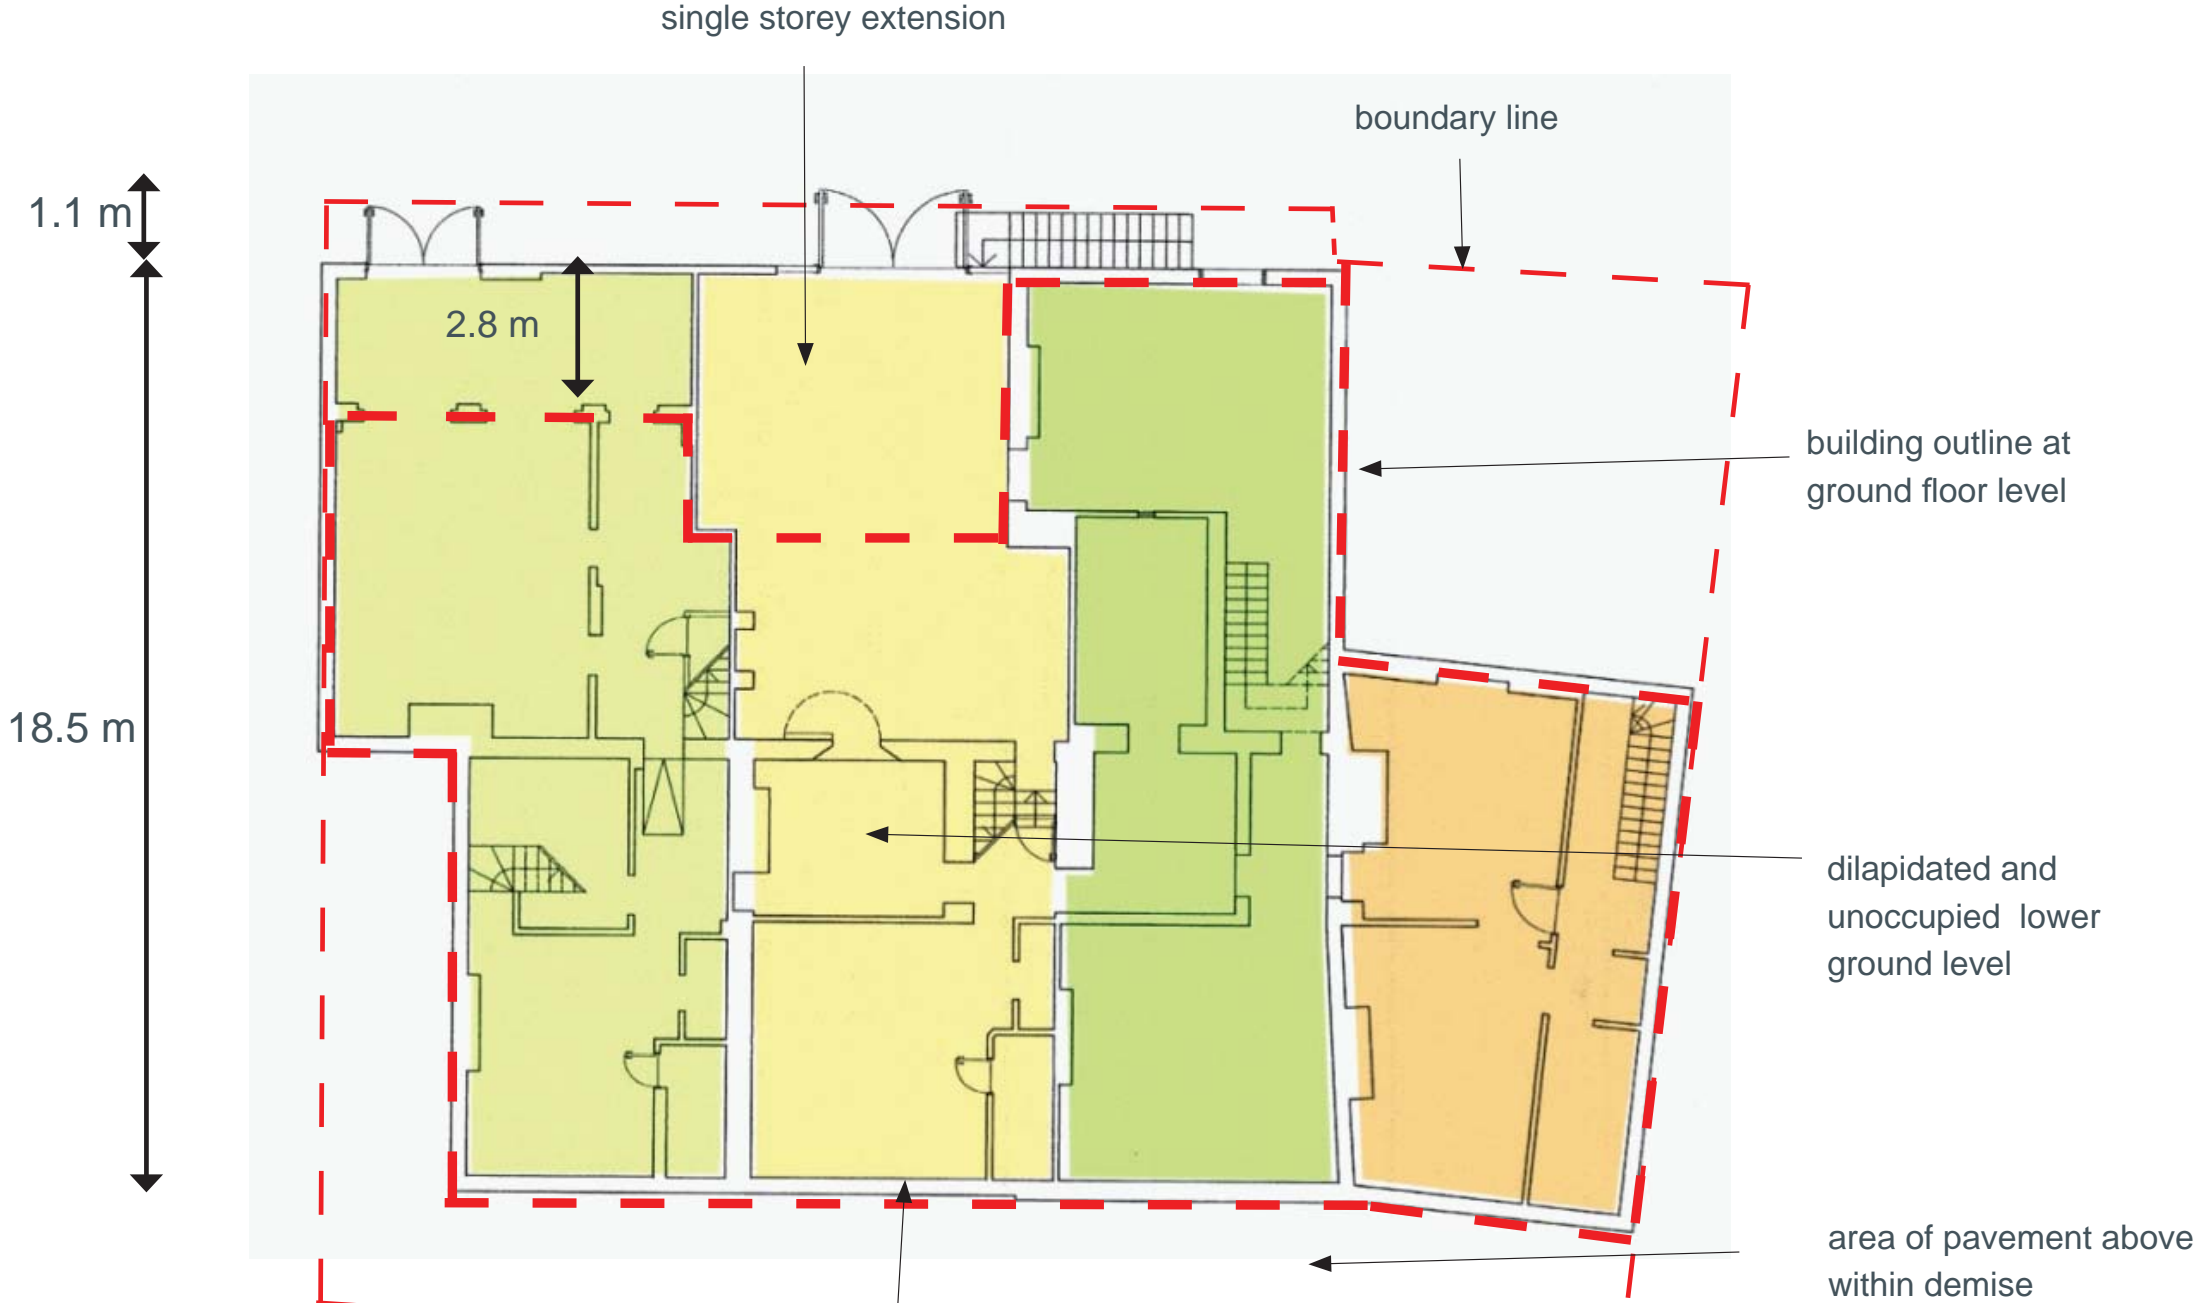 single storey extension
boundary line
1.1 m
2.8 m
building outline at
ground floor level
18.5 m
dilapidated and
unoccupied lower
ground level
area of pavement above
within demise